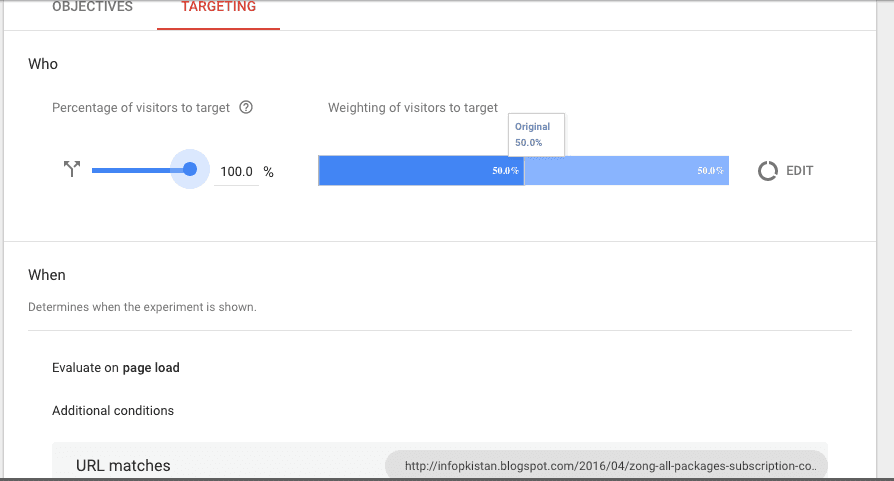 OBJECTIVES TARGETING
Who
Percentage of visitors to target ? Weighting of visitors to target
Original
50.0%
100.0 % 50.0% 50.0% EDIT
When
Determines when the experiment is shown.
Evaluate on page load
Additional conditions
URL matches http://infopkistan.blogspot.com/2016/04/zong-all-packages-subscription-co..